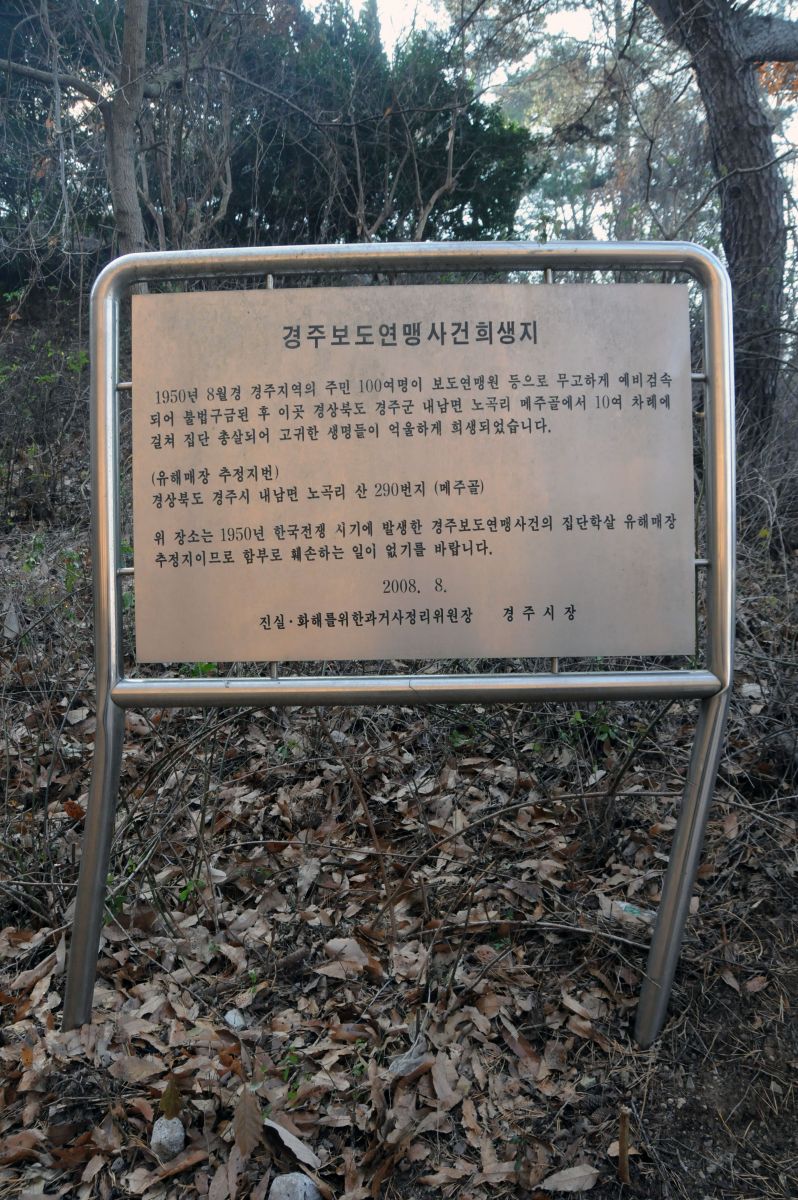 경주보도연맹사건희생지
1950년 8월경 경주지역의 주민 100여명이 보도연맹원 등으로 무고하게 예비검속
되어 불법구금된 후 이곳 경상북도 경주군 내남면 노곡리 메주골에서 10여 차례에
걸쳐 집단 총살되어 고귀한 생명들이 억울하게 희생되었습니다.
(유해매장 추정지번)
경상북도 경주시 내남면 노곡리 산 290번지 (메주골)
위 장소는 1950년 한국전쟁 시기에 발생한 경주보도연맹사건의 집단학살 유해매장
추정지이므로 함부로 훼손하는 일이 없기를 바랍니다.
2008. 8.
진실·화해를위한과거사정리위원장 경주시장